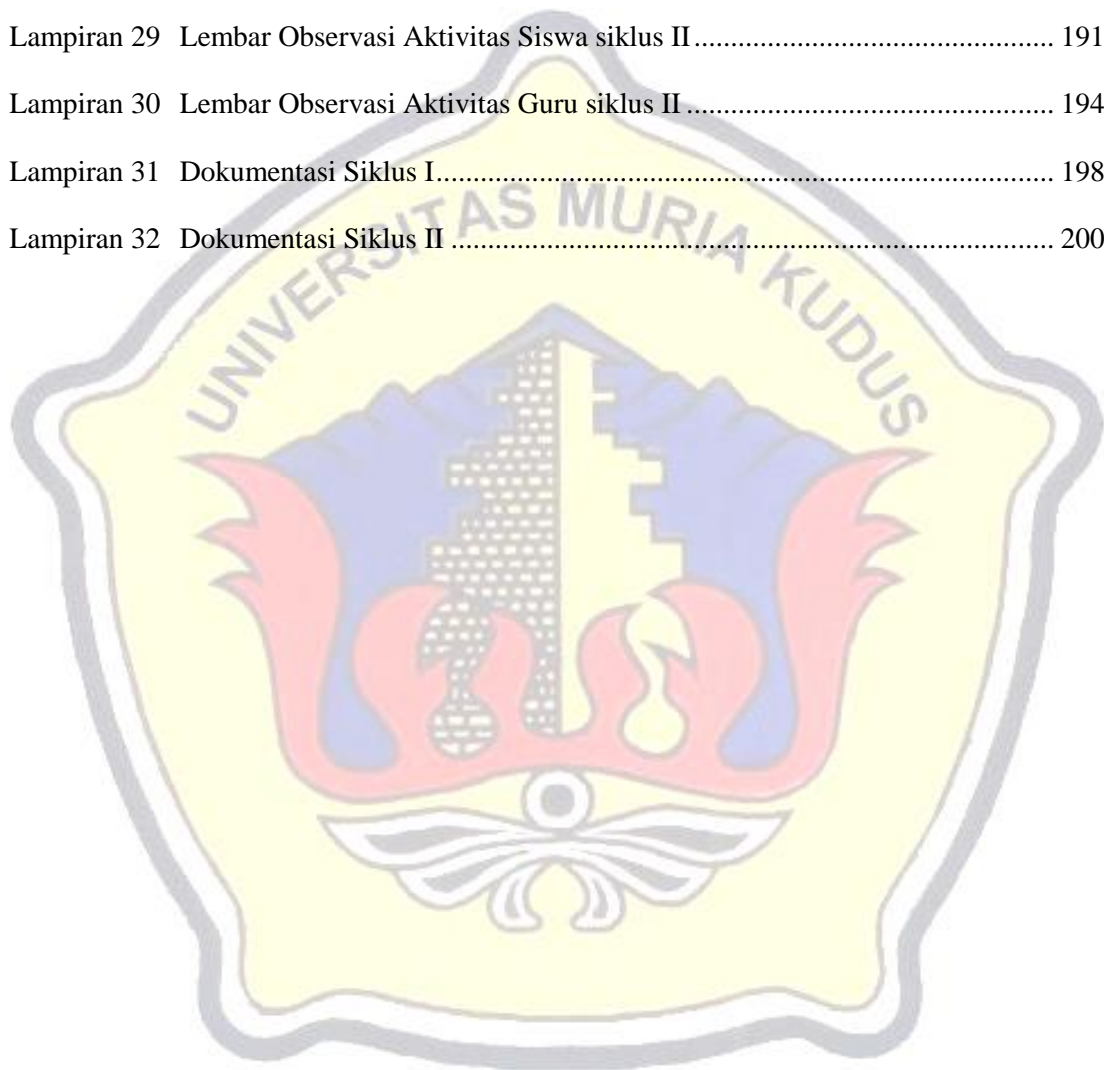 Lampiran 29 Lembar Observasi Aktivitas Siswa siklus II.................................................... 191
Lampiran 30 Lembar Observasi Aktivitas Guru siklus II ..................................................... 194
Lampiran 31 Dokumentasi Siklus I......................................................................................... 198
Lampiran 32 Dokumentasi Siklus II ....................................................................................... 200
UNIVERSITAS MURIA KUDUS